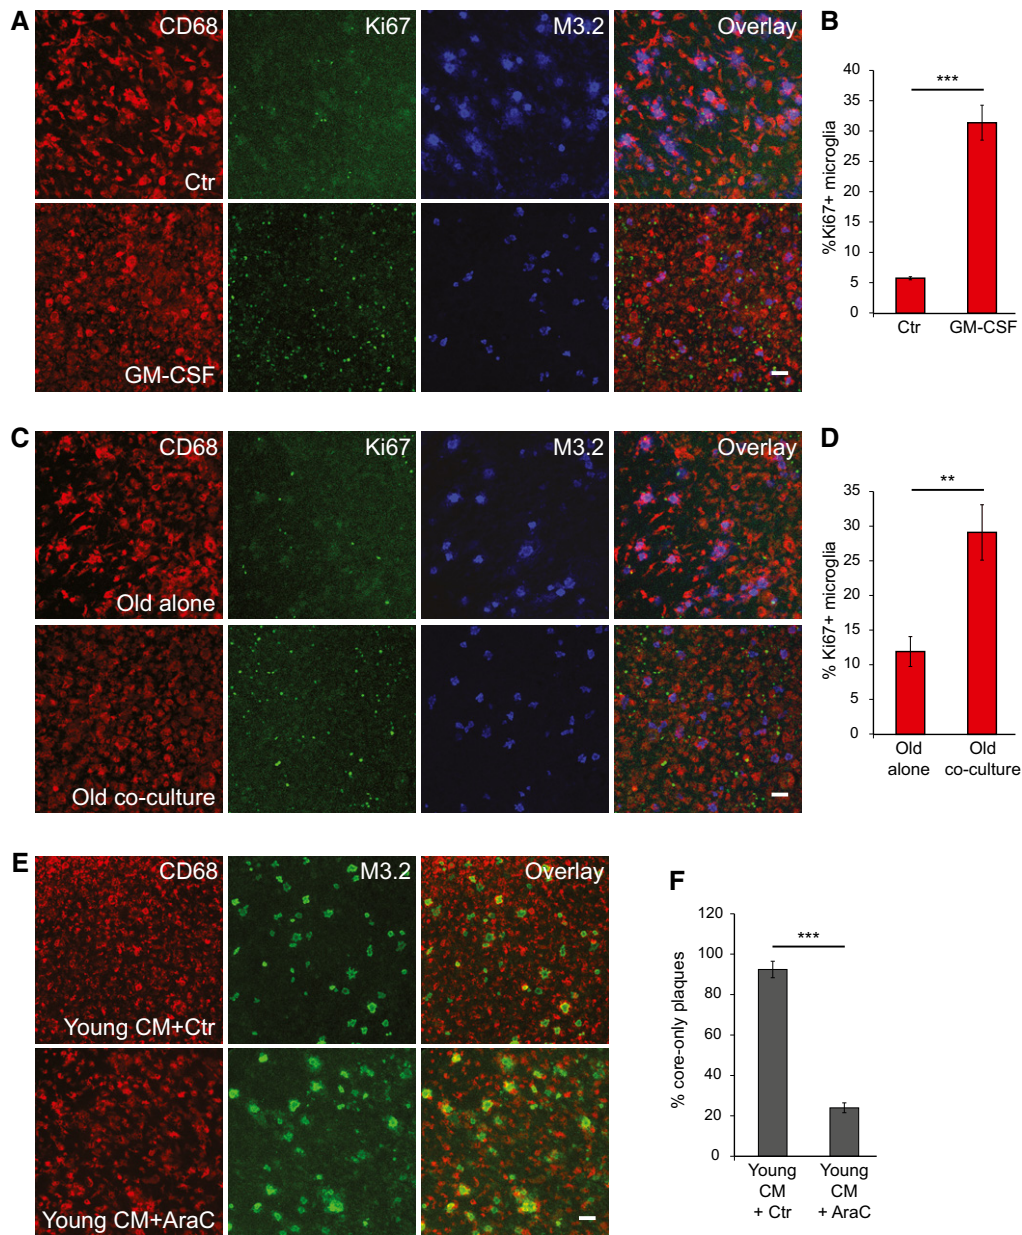 A
CD68
Ki67
M3.2
Overlay
Ctr
GM-CSF
B
40
35
30
25
20
15
10
5
0
%Ki67+ microglia
***
Ctr
GM-CSF
C
CD68
Ki67
M3.2
Overlay
Old alone
Old co-culture
D
35
30
25
20
15
10
5
0
% Ki67+ microglia
**
Old
alone
Old
co-culture
E
CD68
M3.2
Overlay
Young CM+Ctr
Young CM+AraC
F
120
100
80
60
40
20
0
% core-only plaques
***
Young
CM
+ Ctr
Young
CM
+ AraC